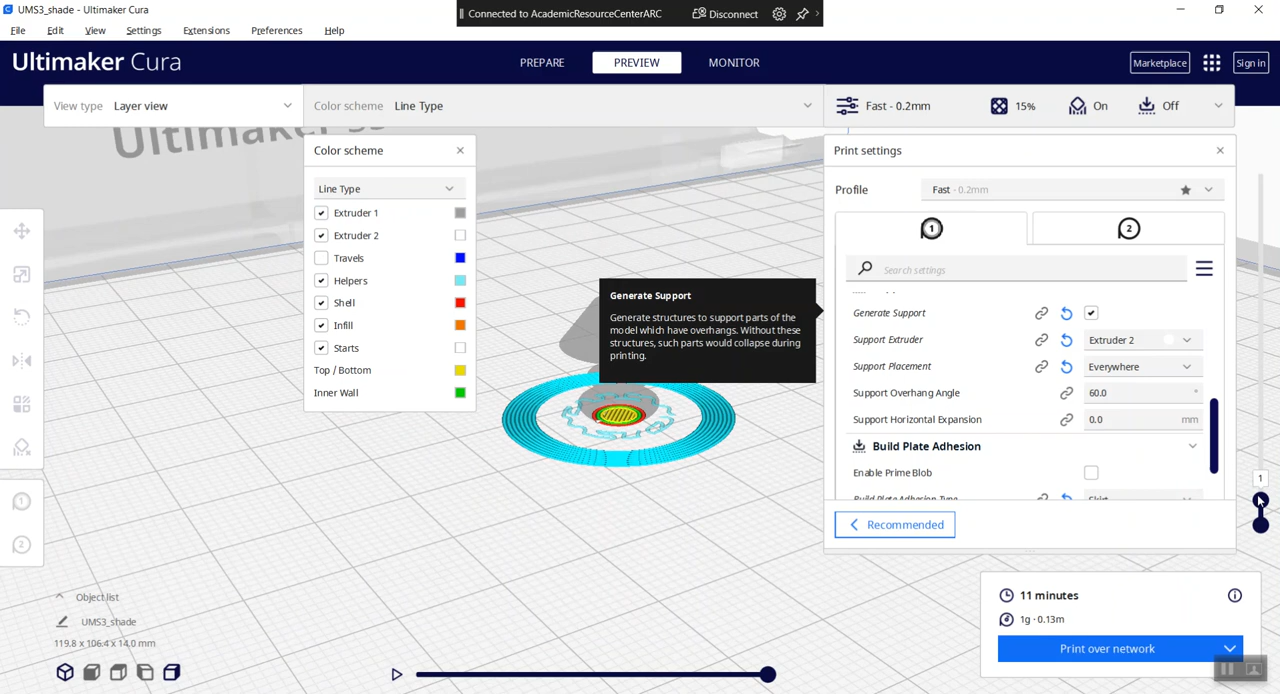 UMS3_shade - Ultimaker Cura
Connected to AcademicResourceCenterARC
Disconnect
File Edit View Settings Extensions Preferences Help
Ultimaker Cura
PREPARE PREVIEW MONITOR
Marketplace
Sign in
View type Layer view
Color scheme Line Type
Fast - 0.2mm
15%
On
Off
Ultimaker
Color scheme
Line Type
Extruder 1
Extruder 2
Travels
Helpers
Shell
Infill
Starts
Top / Bottom
Inner Wall
Generate Support
Generate structures to support parts of the
model which have overhangs. Without these
structures, such parts would collapse during
printing.
Print settings
Profile Fast - 0.2mm
1 2
Search settings
Generate Support
Support Extruder Extruder 2
Support Placement Everywhere
Support Overhang Angle 60.0 °
Support Horizontal Expansion 0.0 mm
Build Plate Adhesion
Enable Prime Blob
Build Plate Adhesion Type Skirt
Recommended
1
1
2
Object list
UMS3_shade
119.8 x 106.4 x 14.0 mm
11 minutes
1g · 0.13m
Print over network